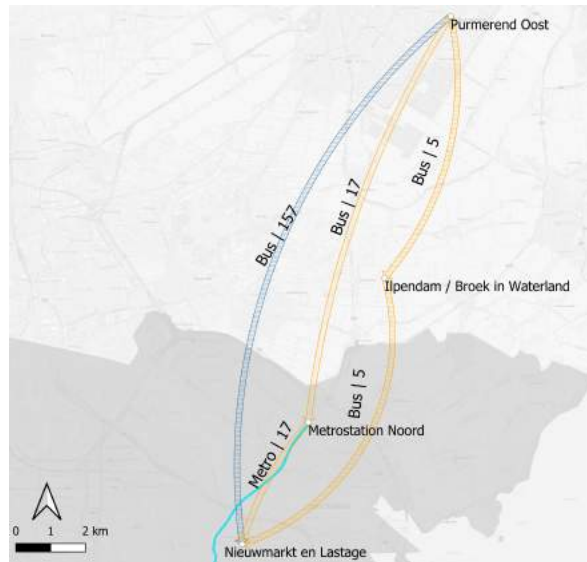 Purmerend Oost
Bus | 5
Bus | 17
Bus | 157
Ilpendam / Broek in Waterland
Bus | 5
Metrostation Noord
Metro | 17
0 1 2 km
Nieuwmarkt en Lastage